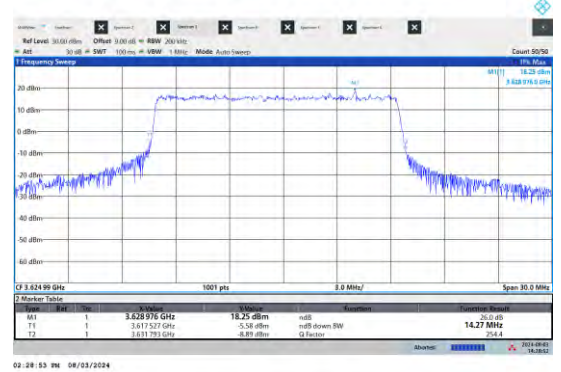 Ref Level 30.00 dBm Offset 0.00 dB RBW 200 kHz
Att 30 dB SWT 100 ms VBW 1 MHz Mode Auto Sweep Count 50/50
1 Frequency Sweep 1Pk Max
M1[1] 18.25 dBm
3.628 976 0 GHz
M1
20 dBm
10 dBm
0 dBm
-10 dBm
-20 dBm
-30 dBm
-40 dBm
-50 dBm
-60 dBm
CF 3.624 99 GHz 1001 pts 3.0 MHz/ Span 30.0 MHz
2 Marker Table
Type Ref Trc X-Value Y-Value Function Function Result
M1 1 3.628 976 GHz 18.25 dBm ndB 26.0 dB
T1 1 3.617 527 GHz -5.58 dBm ndB down BW 14.27 MHz
T2 1 3.631 793 GHz -8.89 dBm Q Factor 254.4
Aborted
02:28:53 PM 08/03/2024